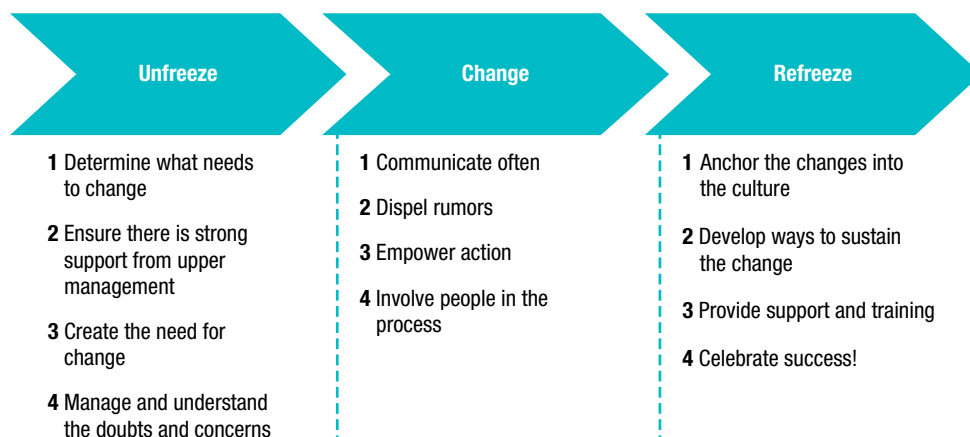 Unfreeze
1 Determine what needs
to change
2 Ensure there is strong
support from upper
management
3 Create the need for
change
4 Manage and understand
the doubts and concerns
Change
1 Communicate often
2 Dispel rumors
3 Empower action
4 Involve people in the
process
Refreeze
1 Anchor the changes into
the culture
2 Develop ways to sustain
the change
3 Provide support and training
4 Celebrate success!